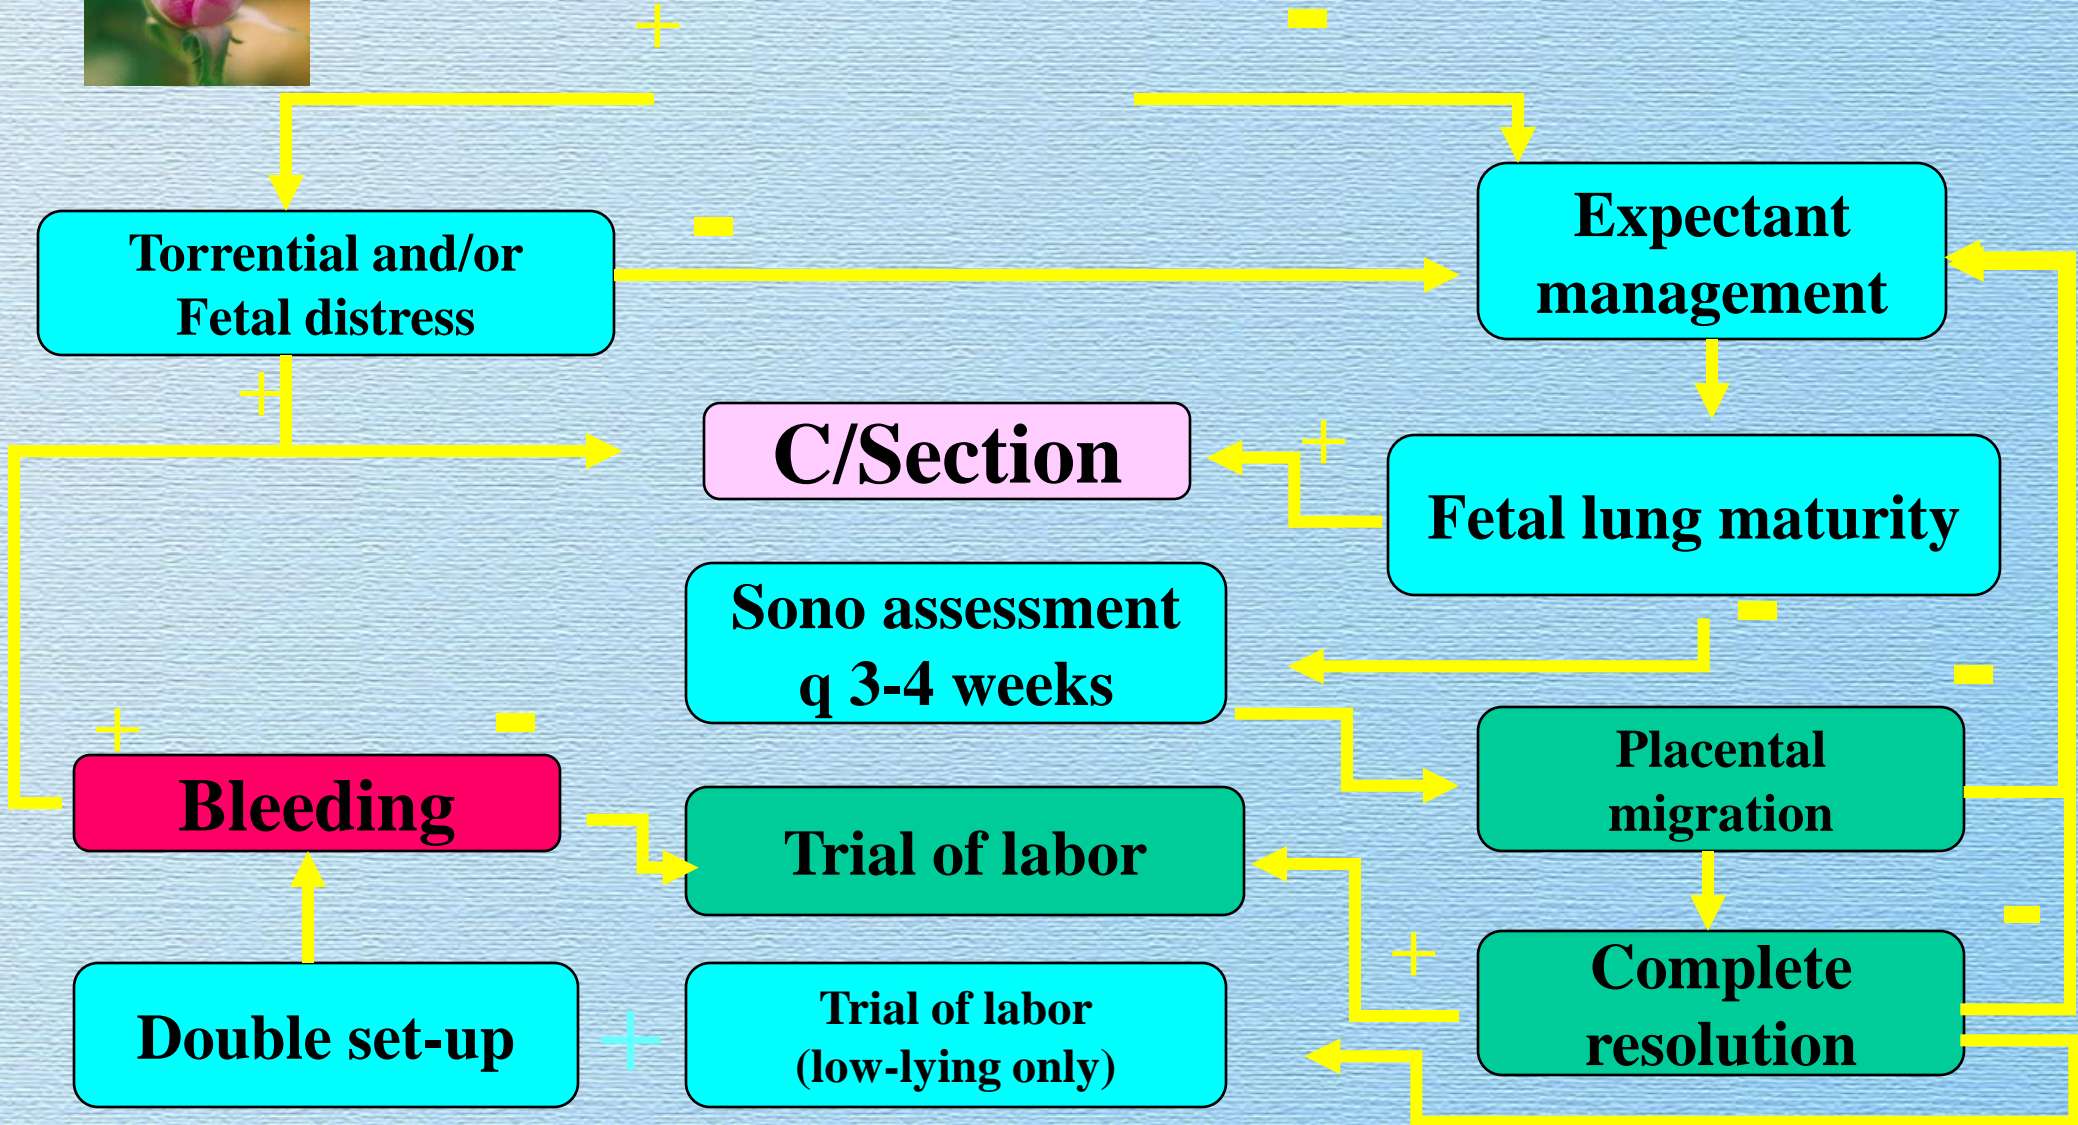 +
-
Expectant
management
Torrential and/or
Fetal distress
-
+
C/Section
+
Fetal lung maturity
Sono assessment
q 3-4 weeks
-
-
Placental
migration
+
-
Bleeding
Trial of labor
-
+
Complete
resolution
Double set-up
+
Trial of labor
(low-lying only)